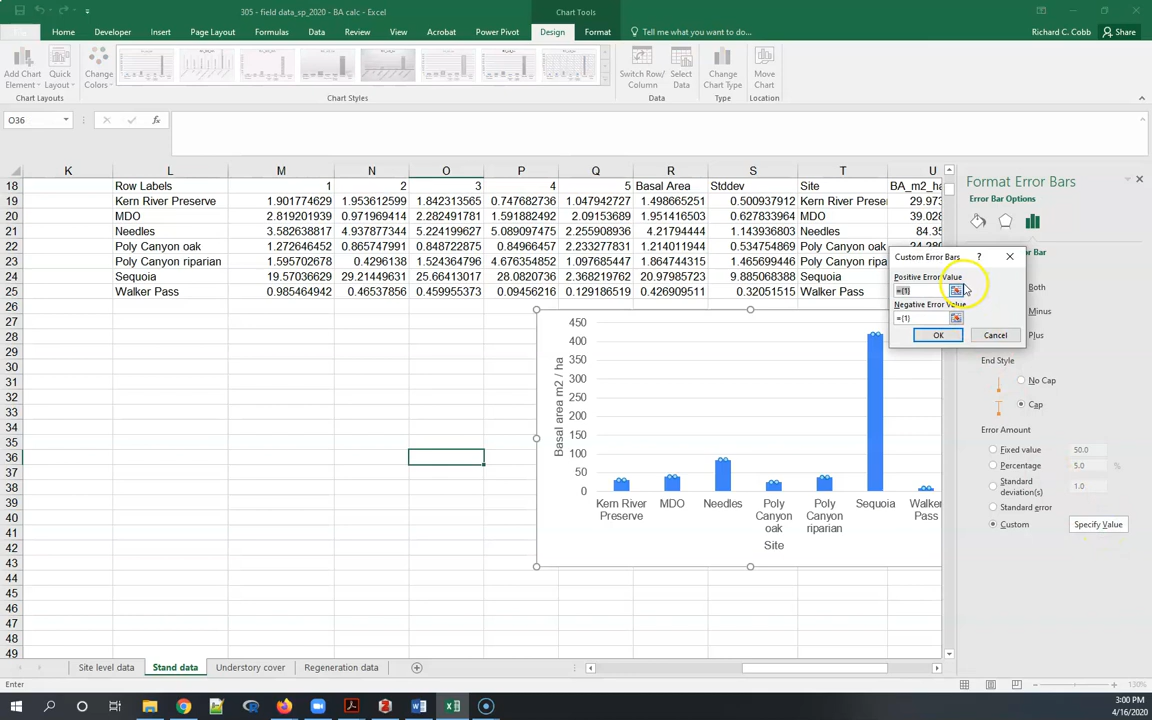 305 - field data_sp_2020 - BA calc - Excel
Chart Tools
Home Developer Insert Page Layout Formulas Data Review View Acrobat Power Pivot Design Format Tell me what you want to do... Richard C. Cobb Share
Add Chart Element
Quick Layout
Change Colors
Switch Row/ Column
Select Data
Change Chart Type
Move Chart
Chart Layouts Chart Styles Data Type Location
O36 fx
K L M N O P Q R S T U
18 Row Labels 1 2 3 4 5 Basal Area Stddev Site BA_m2_ha
19 Kern River Preserve 1.901774629 1.953612599 1.842313565 0.747682736 1.047942727 1.498665251 0.500937912 Kern River Prese 29.973
20 MDO 2.819201939 0.971969414 2.282491781 1.591882492 2.09153689 1.951416503 0.627833964 MDO 39.028
21 Needles 3.582638817 4.937877344 5.224199627 5.089097475 2.255908936 4.21794444 1.143936803 Needles 84.35
22 Poly Canyon oak 1.272646452 0.865747991 0.848722875 0.84966457 2.233277831 1.214011944 0.534754869 Poly Canyon oak 24.280
23 Poly Canyon riparian 1.595702678 0.4296138 1.524364796 4.676354358 1.097685447 1.864744216 1.475723099 Poly Canyon ripa
24 Sequoia 19.57036629 29.21449631 25.66413017 28.0820736 2.368219762 20.97985723 9.885068388 Sequoia
25 Walker Pass 0.985464942 0.46537856 0.459955373 0.09456216 0.129186519 0.426909511 0.32051515 Walker Pass
26
27
28
29
30
31
32
33
34
35
36
37
38
39
40
41
42
43
44
45
46
47
48
49
450
400
350
300
250
200
150
100
50
0
Basal area m2 / ha
Kern River Preserve
MDO
Needles
Poly Canyon oak
Poly Canyon riparian
Sequoia
Walker Pass
Site
Custom Error Bars ?
Positive Error Value
={1}
Negative Error Value
={1}
OK Cancel
Format Error Bars
Error Bar Options
Bar
Both
Minus
Plus
End Style
No Cap
Cap
Error Amount
Fixed value 50.0
Percentage 5.0 %
Standard deviation(s) 1.0
Standard error
Custom Specify Value
Site level data Stand data Understory cover Regeneration data
Enter 130%
3:00 PM
4/16/2020